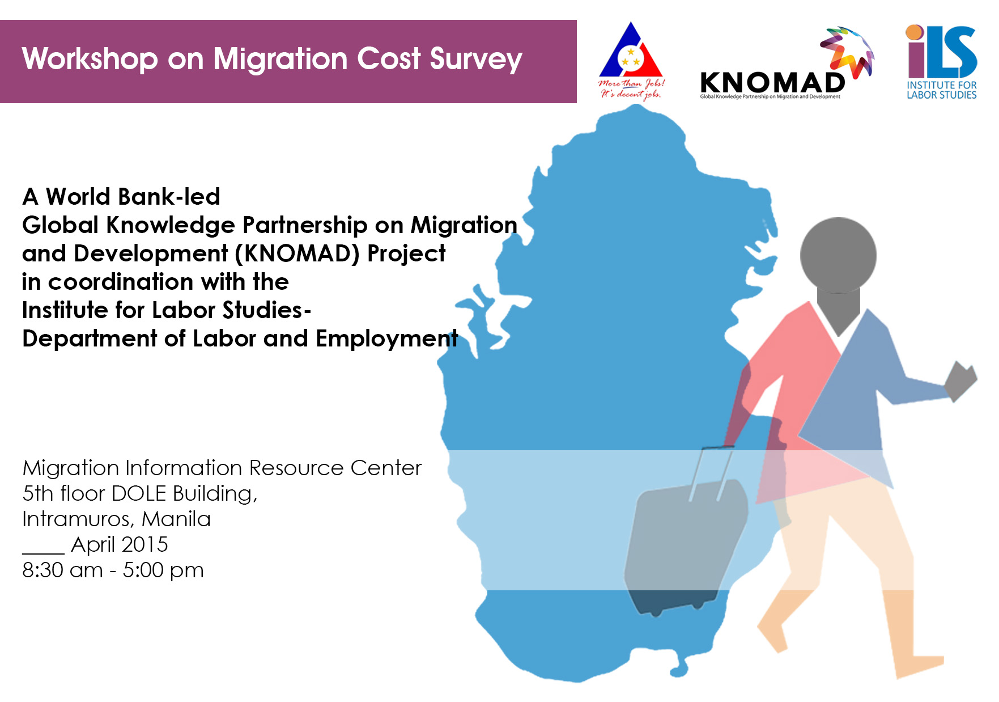 Workshop on Migration Cost Survey
More than Jobs!
It's decent jobs.
KNOMAD
Global Knowledge Partnership on Migration and Development
iLS
INSTITUTE FOR
LABOR STUDIES
A World Bank-led
Global Knowledge Partnership on Migration
and Development (KNOMAD) Project
in coordination with the
Institute for Labor Studies-
Department of Labor and Employment
Migration Information Resource Center
5th floor DOLE Building,
Intramuros, Manila
____ April 2015
8:30 am - 5:00 pm